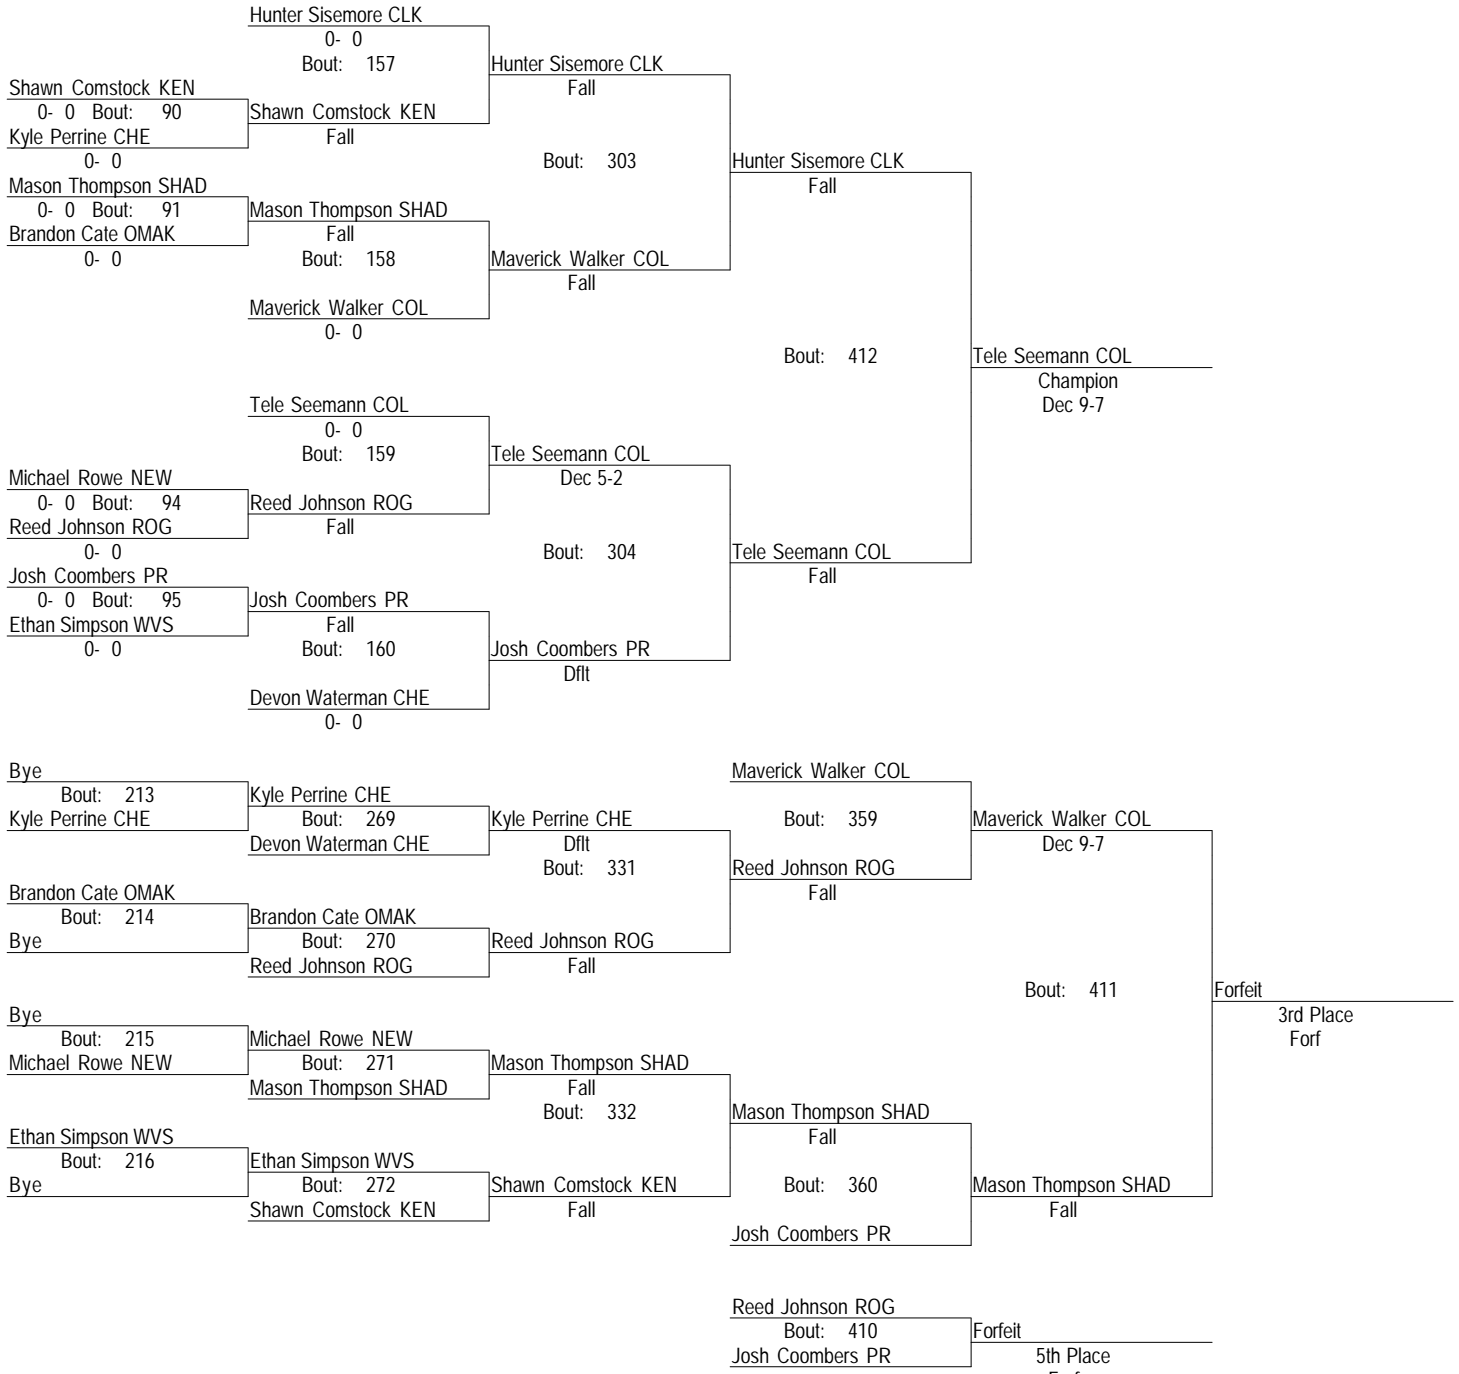 Hunter Sisemore CLK
0- 0
Bout: 157
Hunter Sisemore CLK
Fall
Shawn Comstock KEN
0- 0 Bout: 90
Shawn Comstock KEN
Kyle Perrine CHE
Fall
0- 0
Bout: 303
Hunter Sisemore CLK
Fall
Mason Thompson SHAD
0- 0 Bout: 91
Mason Thompson SHAD
Brandon Cate OMAK
Fall
0- 0
Bout: 158
Maverick Walker COL
Fall
Maverick Walker COL
0- 0
Bout: 412
Tele Seemann COL
Champion
Dec 9-7
Tele Seemann COL
0- 0
Bout: 159
Tele Seemann COL
Dec 5-2
Michael Rowe NEW
0- 0 Bout: 94
Reed Johnson ROG
Reed Johnson ROG
Fall
0- 0
Bout: 304
Tele Seemann COL
Fall
Josh Coombers PR
0- 0 Bout: 95
Josh Coombers PR
Ethan Simpson WVS
Fall
0- 0
Bout: 160
Josh Coombers PR
Dflt
Devon Waterman CHE
0- 0
Bye
Maverick Walker COL
Bout: 213
Kyle Perrine CHE
Kyle Perrine CHE
Bout: 269
Kyle Perrine CHE
Bout: 359
Maverick Walker COL
Devon Waterman CHE
Dflt
Dec 9-7
Bout: 331
Reed Johnson ROG
Fall
Brandon Cate OMAK
Bout: 214
Brandon Cate OMAK
Bye
Bout: 270
Reed Johnson ROG
Reed Johnson ROG
Fall
Bout: 411
Forfeit
3rd Place
Forf
Bye
Bout: 215
Michael Rowe NEW
Michael Rowe NEW
Bout: 271
Mason Thompson SHAD
Mason Thompson SHAD
Fall
Bout: 332
Mason Thompson SHAD
Fall
Ethan Simpson WVS
Bout: 216
Ethan Simpson WVS
Bye
Bout: 272
Shawn Comstock KEN
Bout: 360
Mason Thompson SHAD
Shawn Comstock KEN
Fall
Fall
Josh Coombers PR
Reed Johnson ROG
Bout: 410
Forfeit
Josh Coombers PR
5th Place